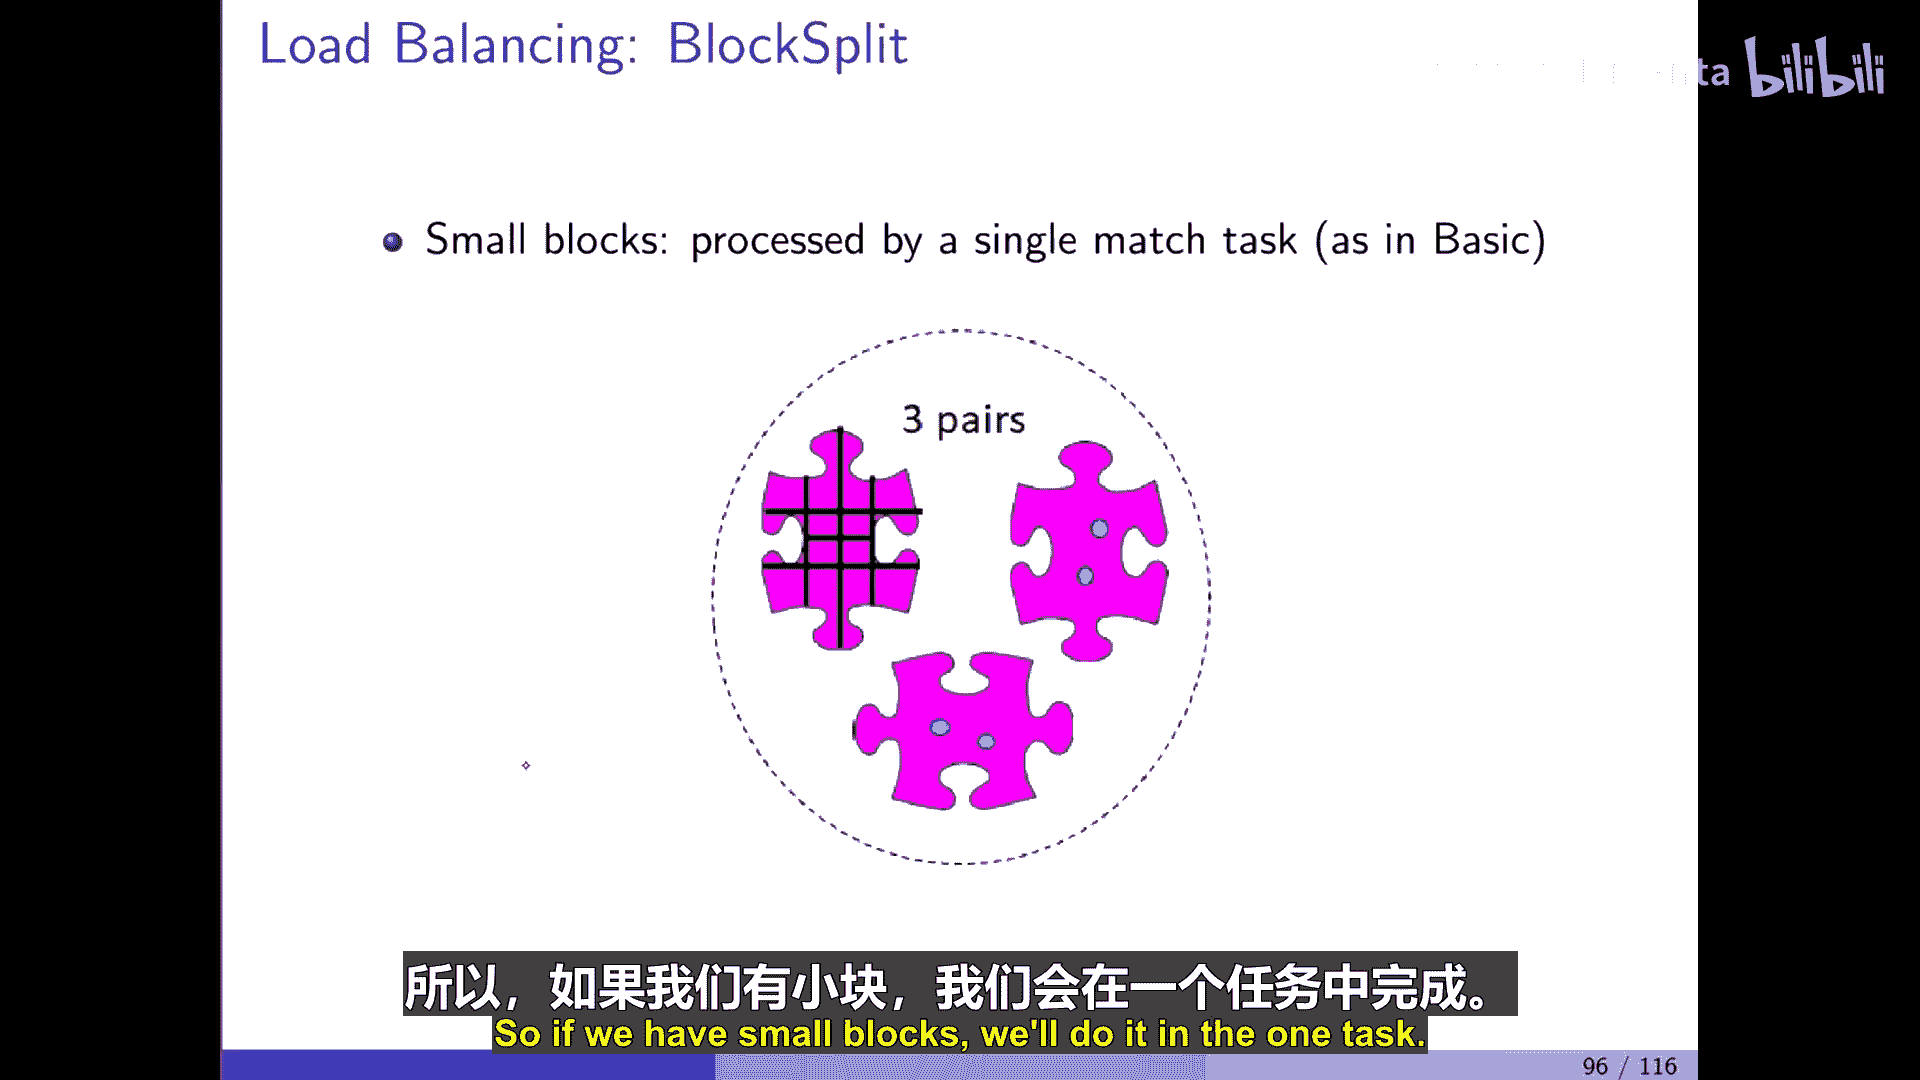 Load Balancing: BlockSplit
ta bilibili
Small blocks: processed by a single match task (as in Basic)
3 pairs
所以，如果我们有小块，我们会在一个任务中完成。
So if we have small blocks, we'll do it in the one task.
96 / 116